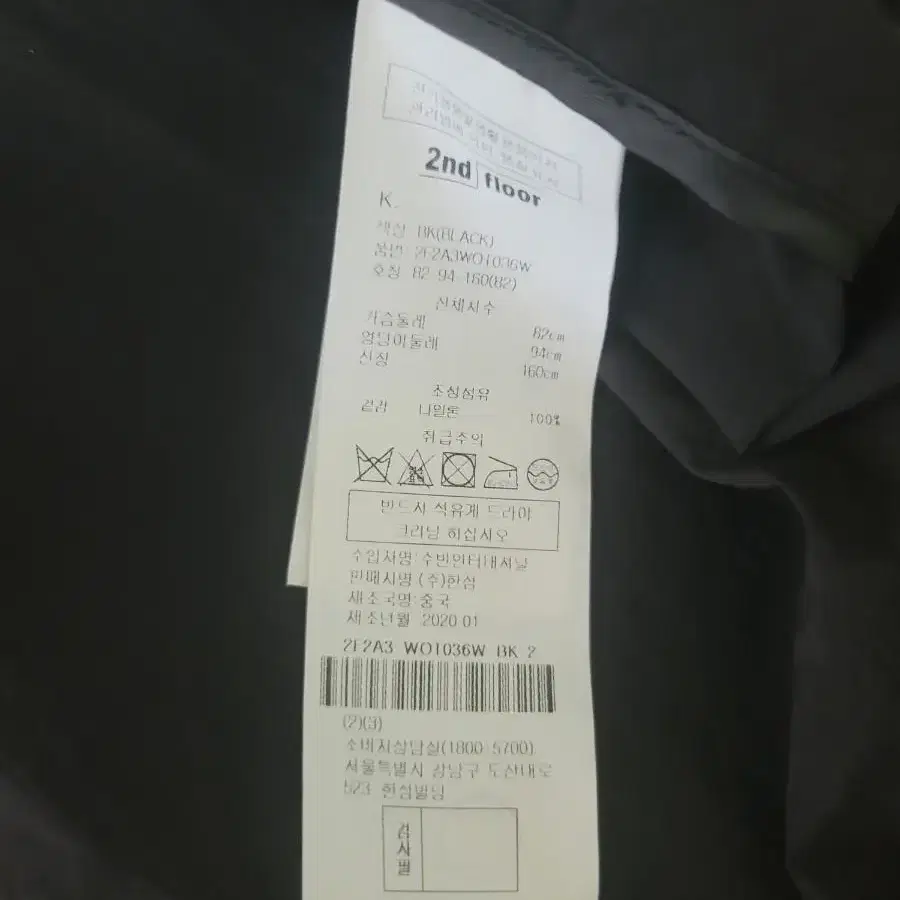 2nd floor
K.
색상 BK(BLACK)
품번 2F2A3WOT036W
호칭 82-94-160(82)
신체치수
가슴둘레 82cm
엉덩이둘레 94cm
신장 160cm
조성섬유
겉감 나일론 100%
취급주의
반드시 석유계 드라이
크리닝 하십시오
수입자명:수빈인터내셔날
판매자명 (주)한섬
제조국명:중국
제조년월 2020 01
2F2A3 WOT036W BK 2
(2)(3)
소비자상담실(1800-5700)
서울특별시 강남구 도산대로
523 한섬빌딩
검사필